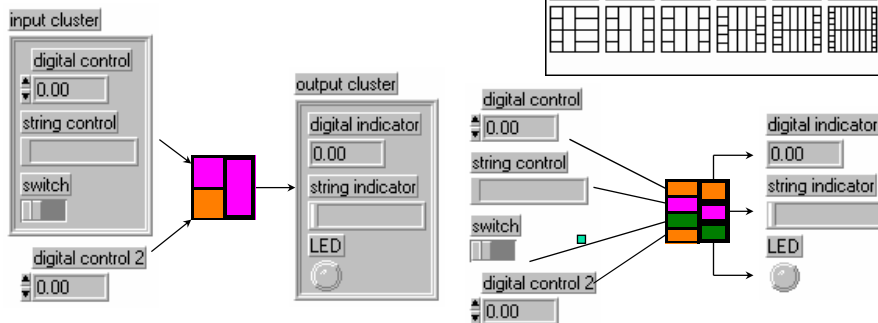 input cluster
digital control
0.00
string control
switch
digital control 2
0.00
output cluster
digital indicator
0.00
string indicator
LED
digital control
0.00
string control
switch
digital control 2
0.00
digital indicator
0.00
string indicator
LED